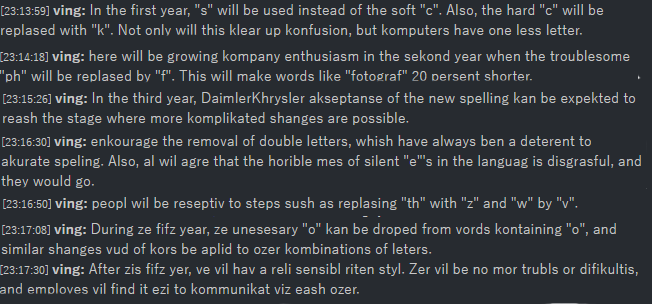 [23:13:59] ving: In the first year, "s" will be used instead of the soft "c". Also, the hard "c" will be
replased with "k". Not only will this klear up konfusion, but komputers have one less letter.
[23:14:18] ving: here will be growing kompany enthusiasm in the sekond year when the troublesome
"ph" will be replased by "f". This will make words like "fotograf" 20 persent shorter.
[23:15:26] ving: In the third year, DaimlerKhrysler akseptanse of the new spelling kan be expekted to
reash the stage where more komplikated shanges are possible.
[23:16:30] ving: enkourage the removal of double letters, whish have always ben a deterent to
akurate speling. Also, al wil agre that the horible mes of silent "e"'s in the languag is disgrasful, and
they would go.
[23:16:50] ving: peopl wil be reseptiv to steps sush as replasing "th" with "z" and "w" by "v".
[23:17:08] ving: During ze fifz year, ze unesesary "o" kan be droped from vords kontaining "o", and
similar shanges vud of kors be aplid to ozer kombinations of leters.
[23:17:30] ving: After zis fifz yer, ve vil hav a reli sensibl riten styl. Zer vil be no mor trubls or difikultis,
and employes vil find it ezi to kommunikat viz eash ozer.